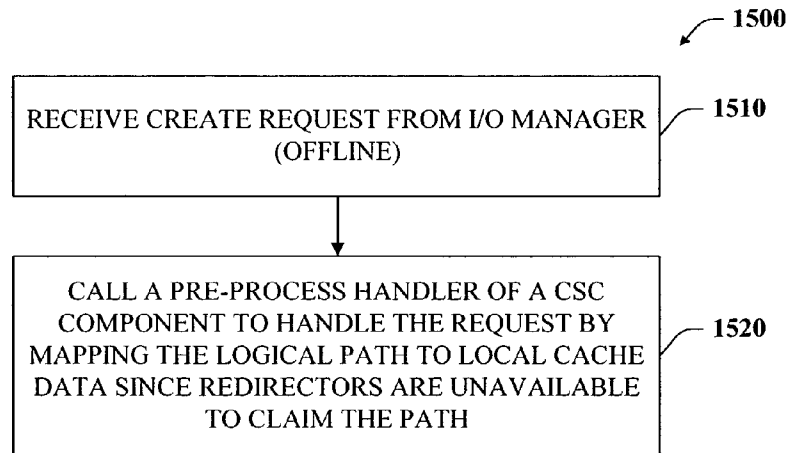 1500
RECEIVE CREATE REQUEST FROM I/O MANAGER
(OFFLINE)
1510
CALL A PRE-PROCESS HANDLER OF A CSC
COMPONENT TO HANDLE THE REQUEST BY
MAPPING THE LOGICAL PATH TO LOCAL CACHE
DATA SINCE REDIRECTORS ARE UNAVAILABLE
TO CLAIM THE PATH
1520